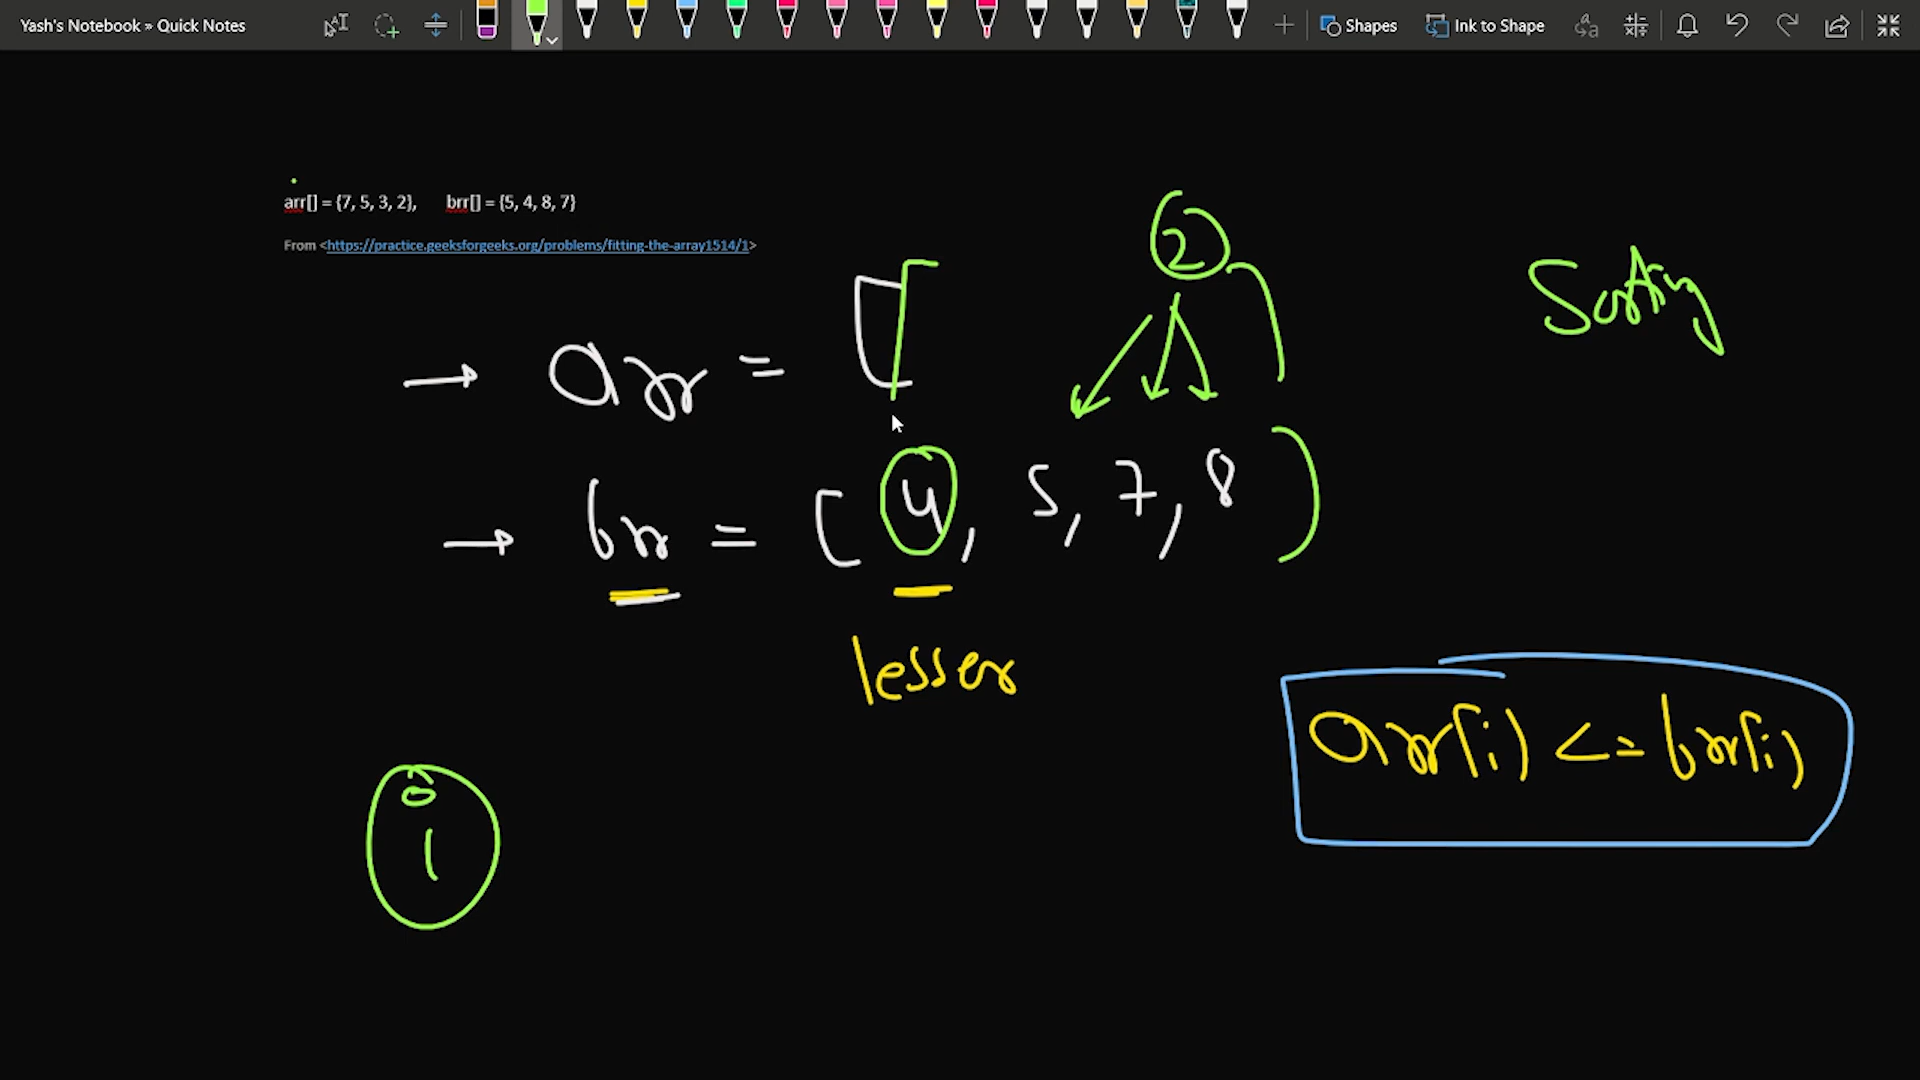 Yash's Notebook » Quick Notes
Shapes
Ink to Shape
arr[] = {7, 5, 3, 2}, brr[] = {5, 4, 8, 7}
From <https://practice.geeksforgeeks.org/problems/fitting-the-array1514/1>
2
Sorting
→ arr = [
→ brr = [ 4, 5, 7, 8 )
lesser
arr[i) <= brr[i)
0
1